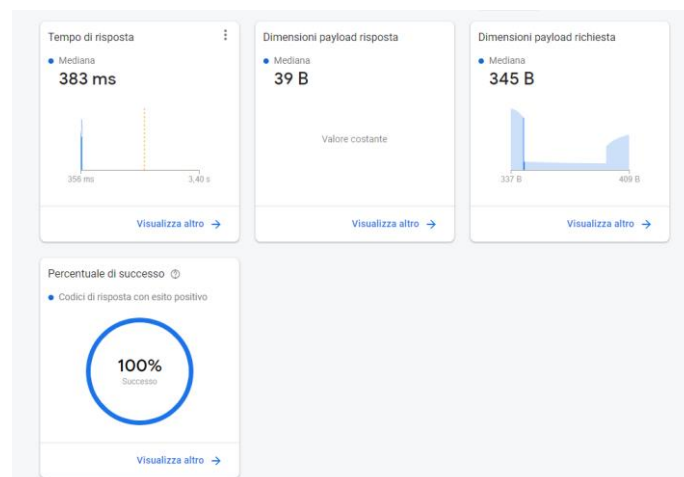 Tempo di risposta
Mediana
383 ms
356 ms 3,40 s
Visualizza altro
Dimensioni payload risposta
Mediana
39 B
Valore costante
Visualizza altro
Dimensioni payload richiesta
Mediana
345 B
337 B 409 B
Visualizza altro
Percentuale di successo
Codici di risposta con esito positivo
100%
Successo
Visualizza altro